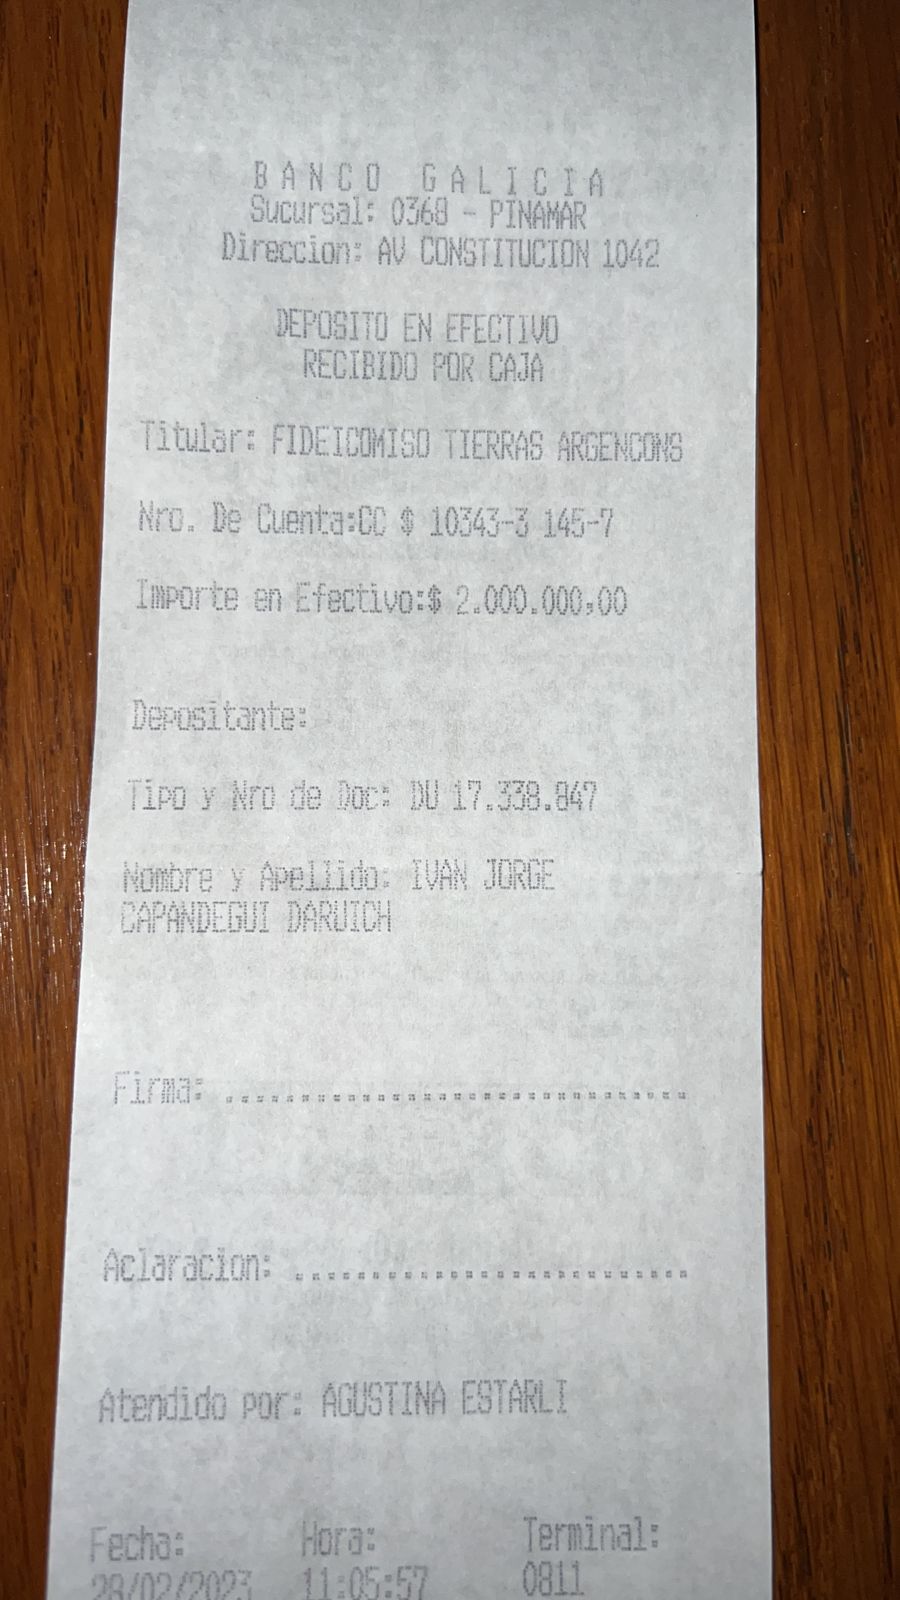 BANCO GALICIA
Sucursal: 0368 - PINAMAR
Direccion: AV CONSTITUCION 1042
DEPOSITO EN EFECTIVO
RECIBIDO POR CAJA
Titular: FIDEICOMISO TIERRAS ARGENCONS
Nro. De Cuenta:CC $ 10343-3 145-7
Importe en Efectivo:$ 2.000.000,00
Depositante:
Tipo y Nro de Doc: DU 17.338.847
Nombre y Apellido: IVAN JORGE
CAPANDEGUI DARUICH
Firma: ..............................
Aclaracion: ..........................
Atendido por: AGUSTINA ESTARLI
Fecha: Hora: Terminal:
28/02/2023 11:05:57 0811